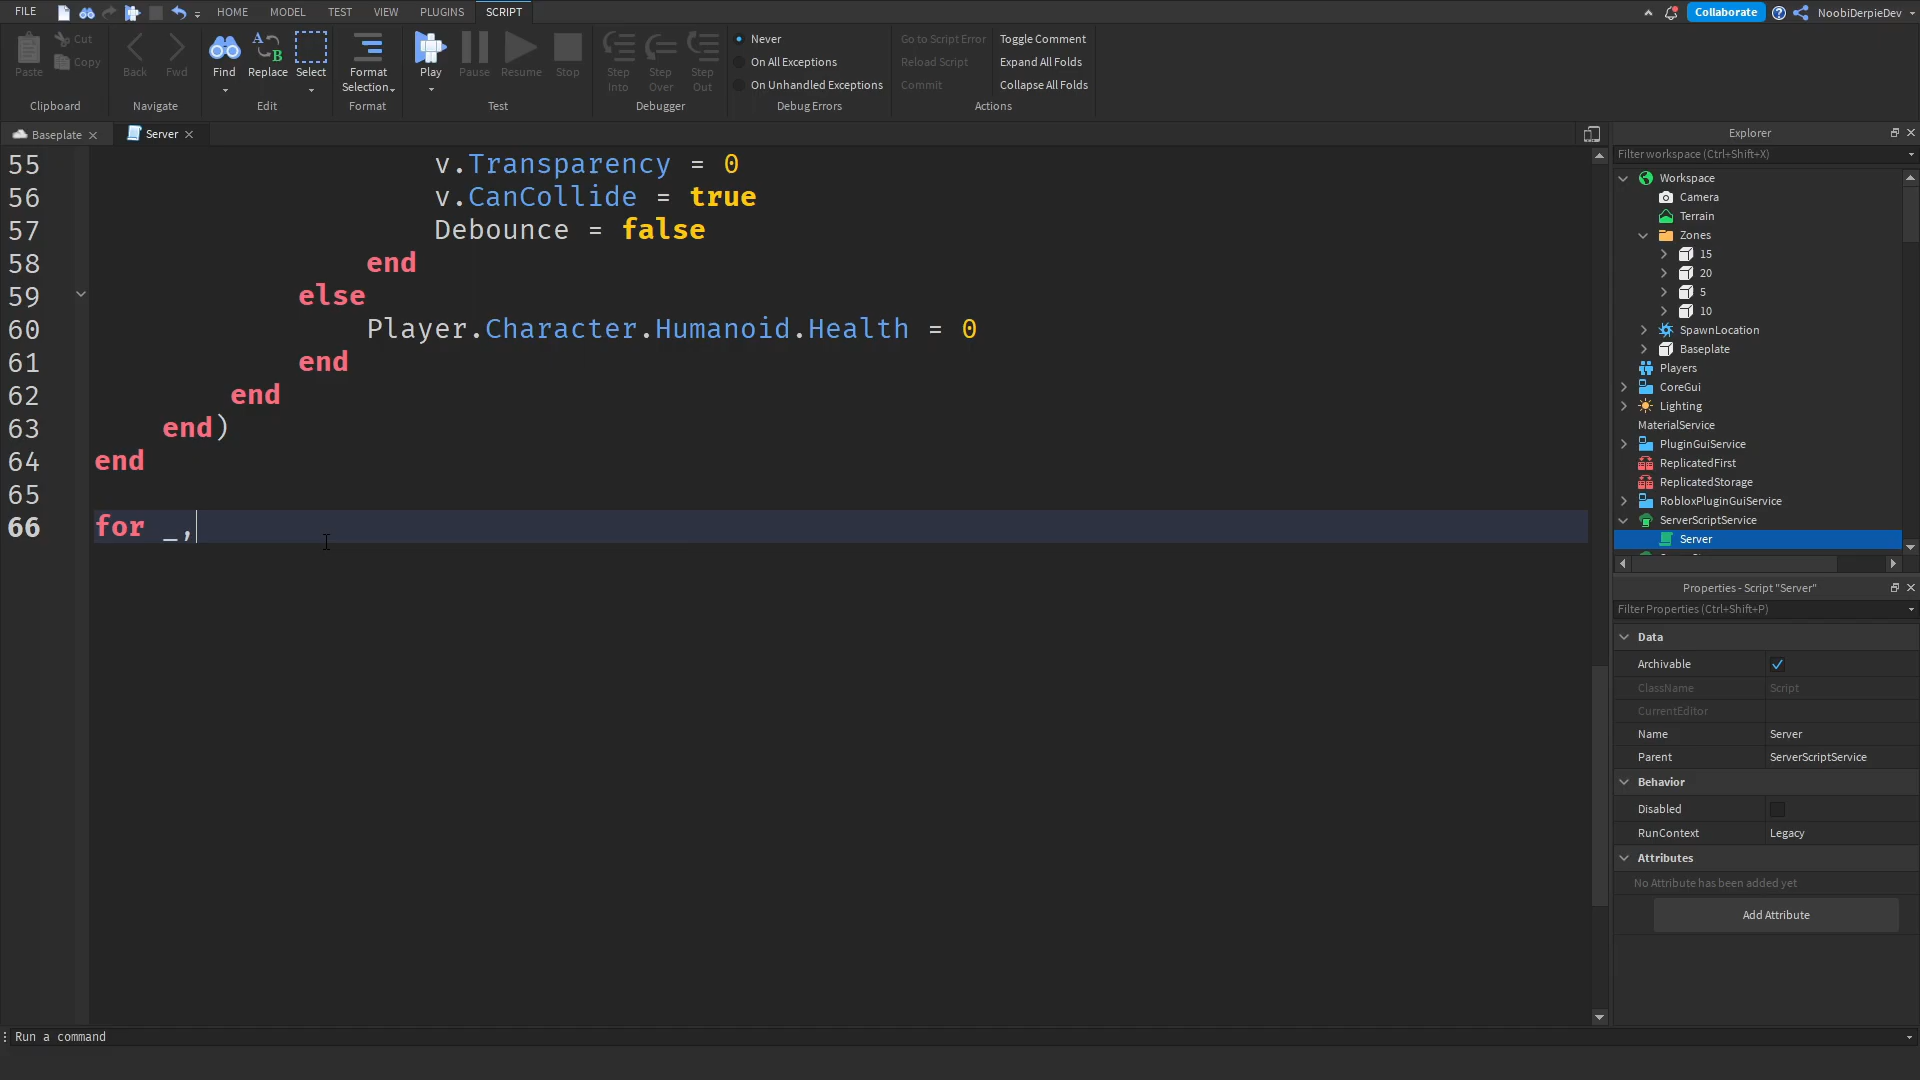 FILE HOME MODEL TEST VIEW PLUGINS SCRIPT Collaborate NoobiDerpieDev
Paste Cut Copy Clipboard
Back Fwd Navigate
Find Replace Select Edit
Format Selection Format
Play Pause Resume Stop Test
Step Into Step Over Step Out Debugger
Never
On All Exceptions
On Unhandled Exceptions
Debug Errors
Go to Script Error Toggle Comment
Reload Script Expand All Folds
Commit Collapse All Folds
Actions
Baseplate Server
55 v.Transparency = 0
56 v.CanCollide = true
57 Debounce = false
58 end
59 else
60 Player.Character.Humanoid.Health = 0
61 end
62 end
63 end)
64 end
65
66 for _,
Explorer
Filter workspace (Ctrl+Shift+X)
Workspace
Camera
Terrain
Zones
15
20
5
10
SpawnLocation
Baseplate
Players
CoreGui
Lighting
MaterialService
PluginGuiService
ReplicatedFirst
ReplicatedStorage
RobloxPluginGuiService
ServerScriptService
Server
Properties - Script "Server"
Filter Properties (Ctrl+Shift+P)
Data
Archivable
ClassName Script
CurrentEditor
Name Server
Parent ServerScriptService
Behavior
Disabled
RunContext Legacy
Attributes
No Attribute has been added yet
Add Attribute
Run a command